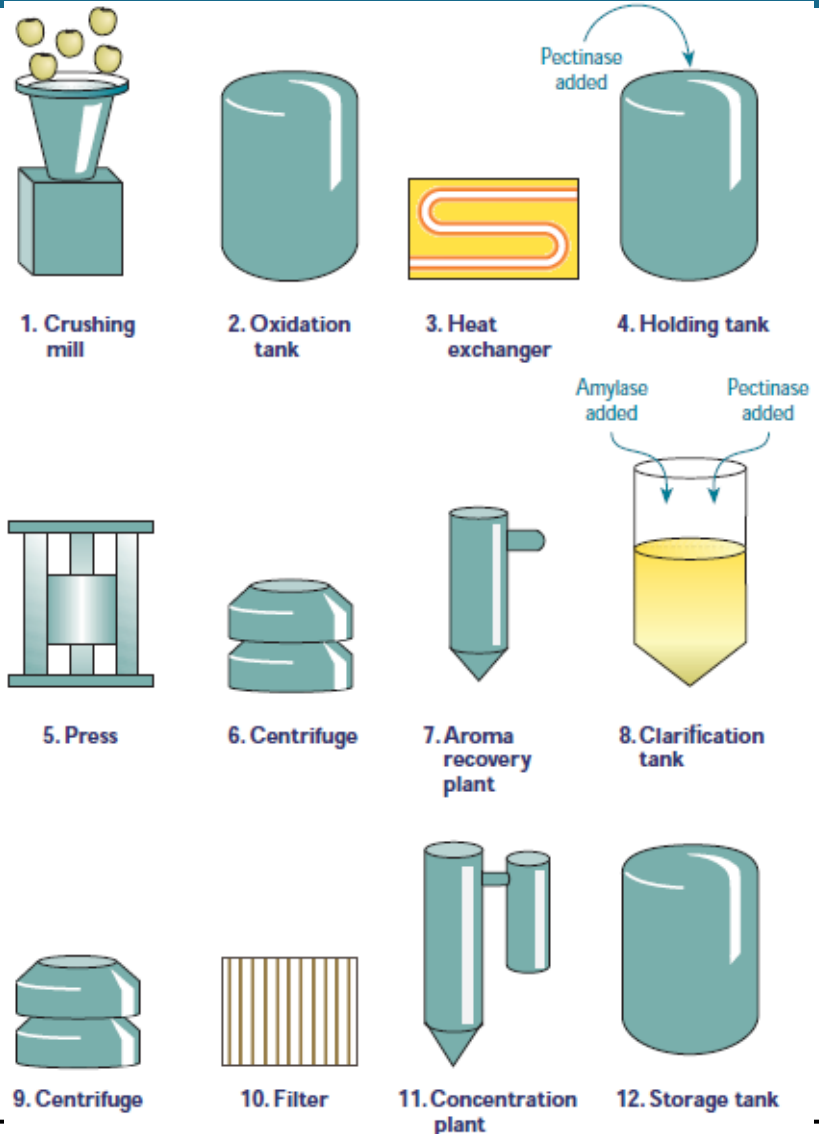 Pectinase
added
1. Crushing
mill
2. Oxidation
tank
3. Heat
exchanger
4. Holding tank
Amylase
added
Pectinase
added
5. Press
6. Centrifuge
7. Aroma
recovery
plant
8. Clarification
tank
9. Centrifuge
10. Filter
11. Concentration
plant
12. Storage tank